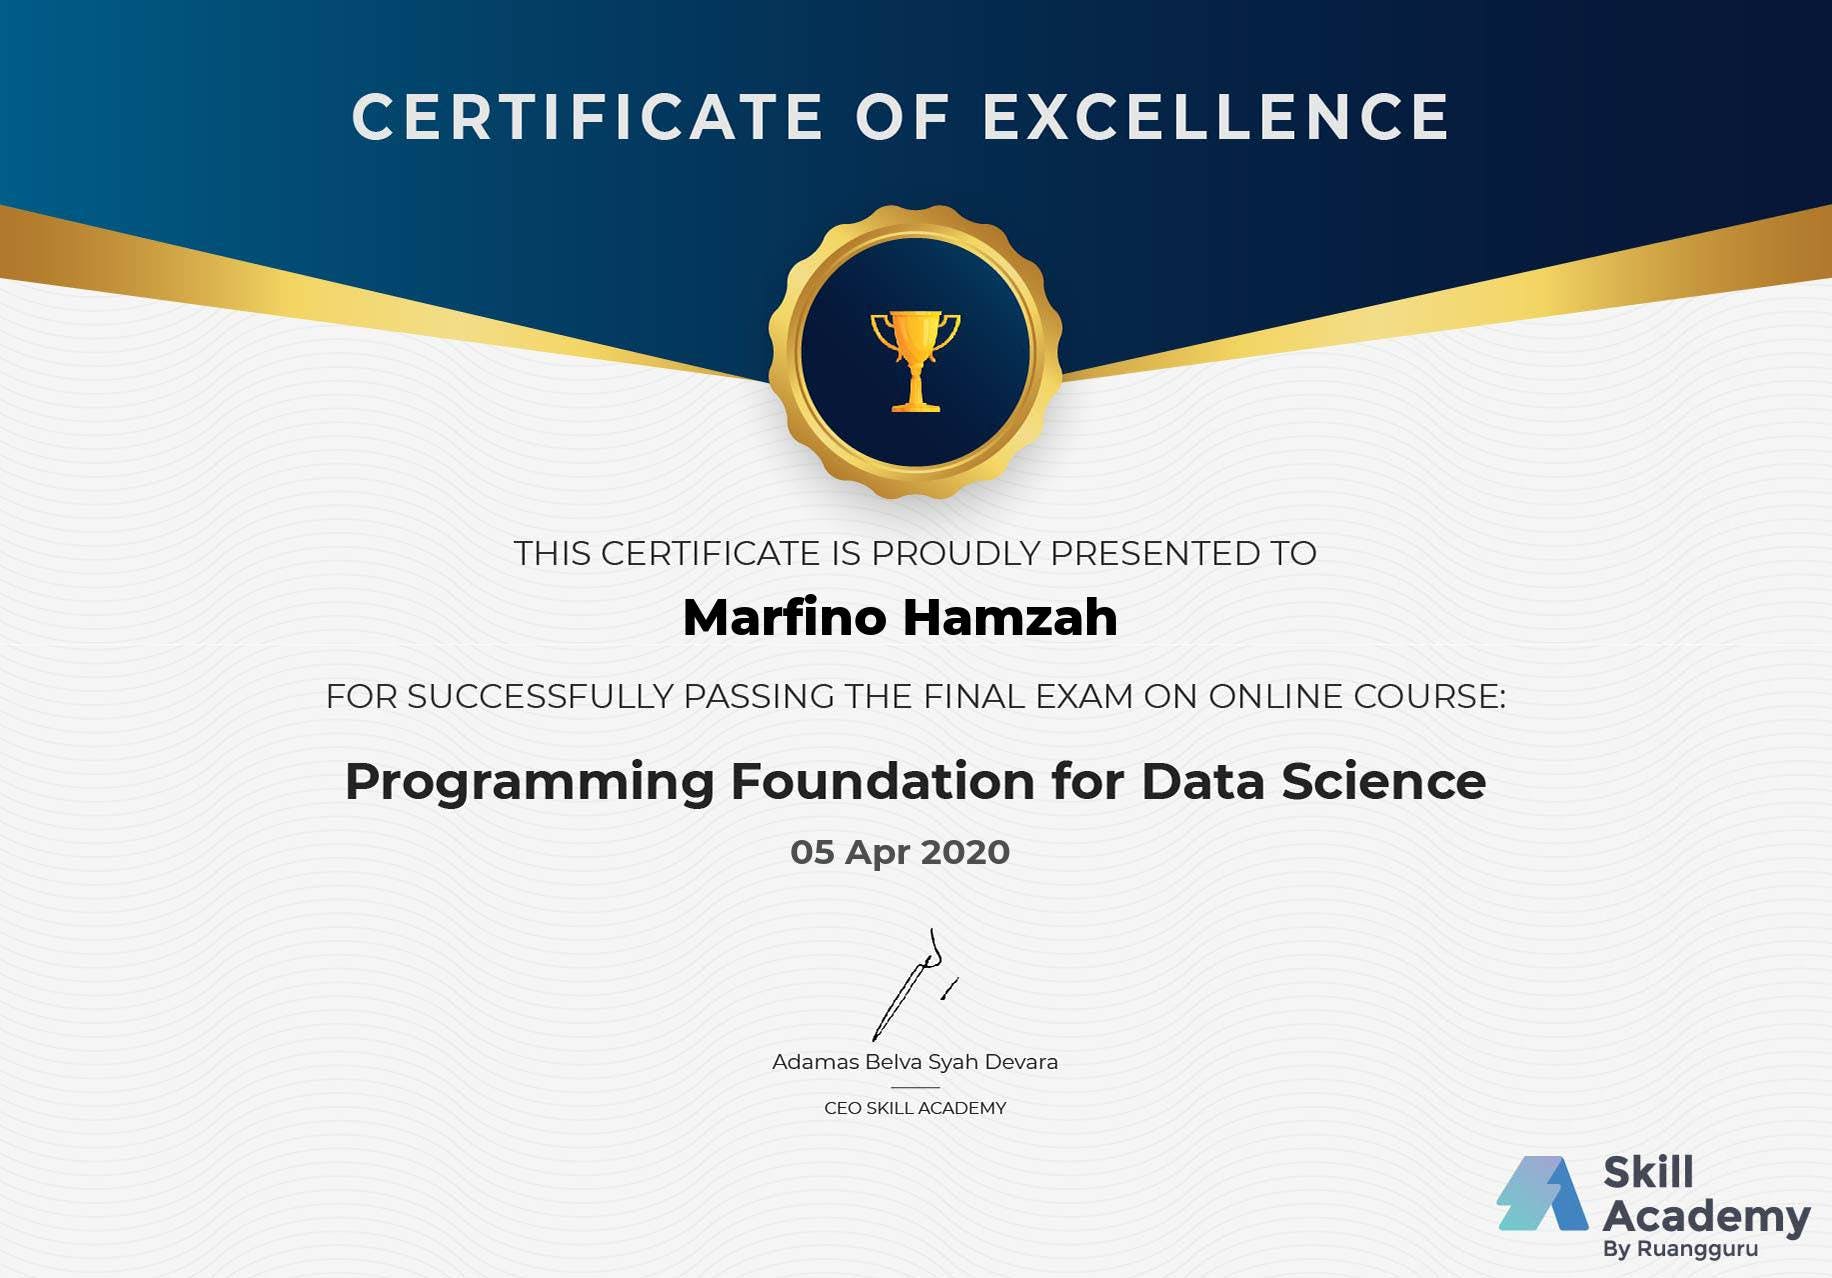 CERTIFICATE OF EXCELLENCE
THIS CERTIFICATE IS PROUDLY PRESENTED TO
Marfino Hamzah
FOR SUCCESSFULLY PASSING THE FINAL EXAM ON ONLINE COURSE:
Programming Foundation for Data Science
05 Apr 2020
Adamas Belva Syah Devara
CEO SKILL ACADEMY
Skill
Academy
By Ruangguru